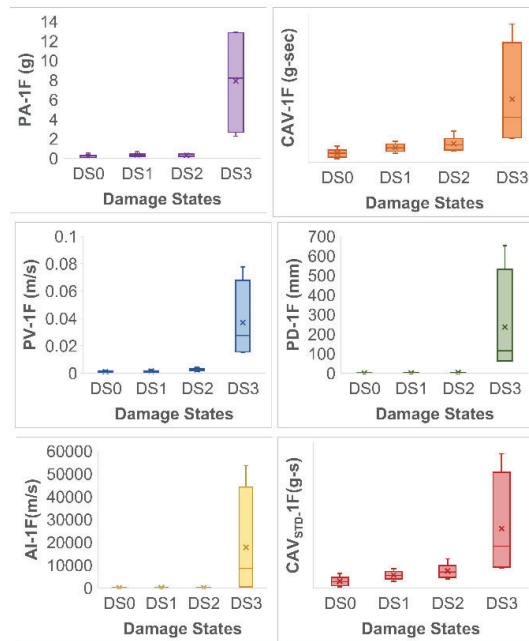 PA-1F (g)
14
12
10
8
6
4
2
0
DS0 DS1 DS2 DS3
Damage States
CAV-1F (g-sec)
DS0 DS1 DS2 DS3
Damage States
PV-1F (m/s)
0.1
0.08
0.06
0.04
0.02
0
DS0 DS1 DS2 DS3
Damage States
PD-1F (mm)
700
600
500
400
300
200
100
0
DS0 DS1 DS2 DS3
Damage States
AI-1F(m/s)
60000
50000
40000
30000
20000
10000
0
DS0 DS1 DS2 DS3
Damage States
CAVSTD-1F(g-s)
DS0 DS1 DS2 DS3
Damage States